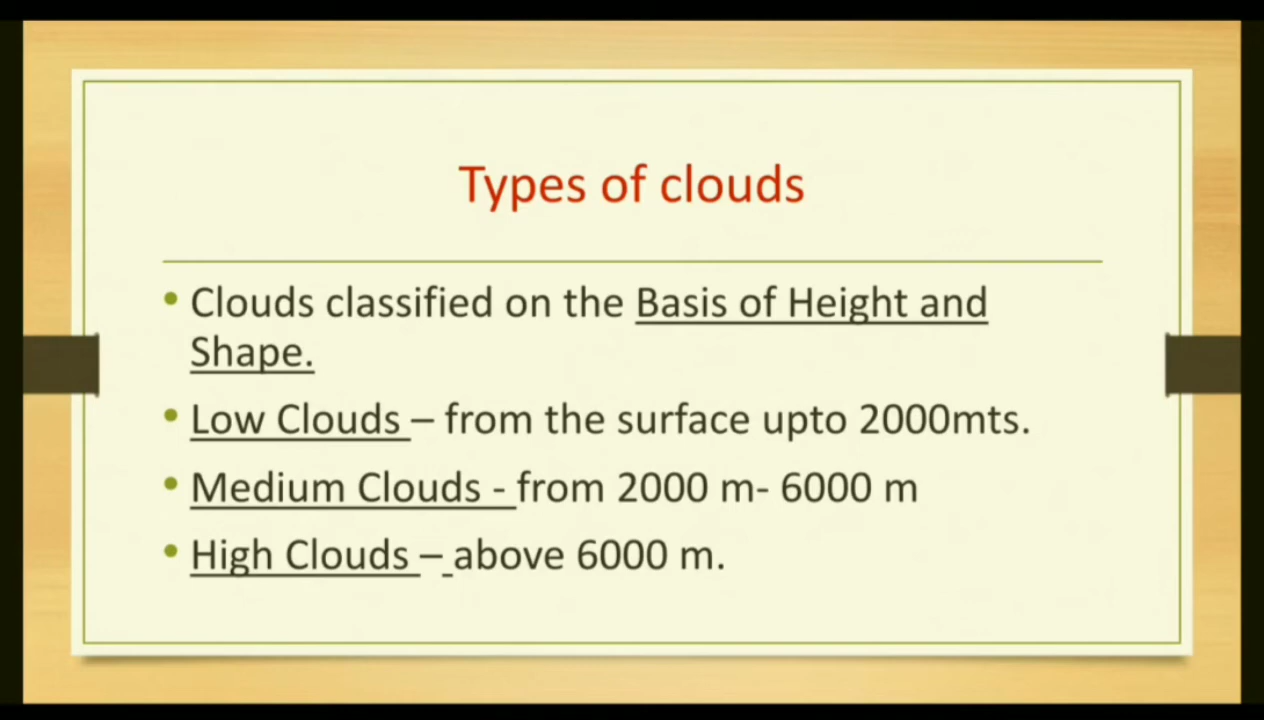 Types of clouds
• Clouds classified on the Basis of Height and
Shape.
• Low Clouds – from the surface upto 2000mts.
• Medium Clouds - from 2000 m- 6000 m
• High Clouds – above 6000 m.